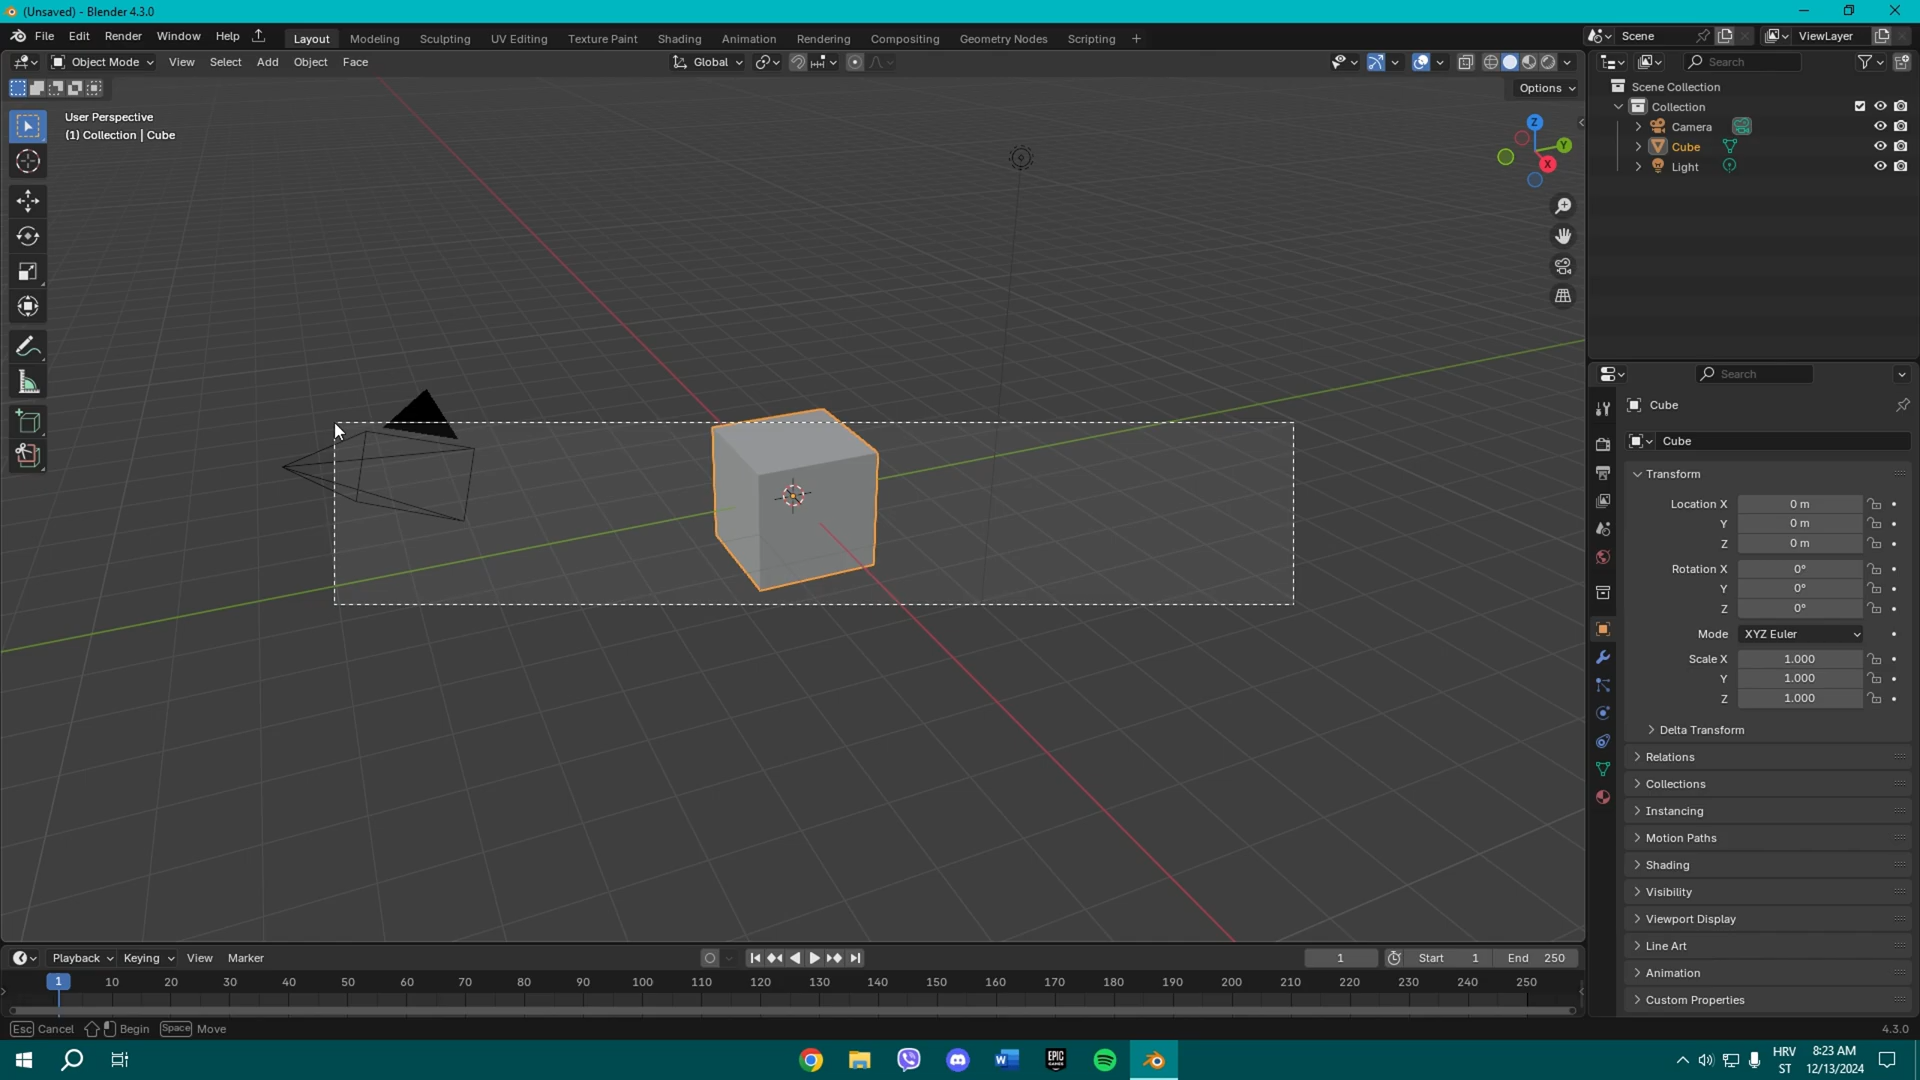 (Unsaved) - Blender 4.3.0
File Edit Render Window Help Layout Modeling Sculpting UV Editing Texture Paint Shading Animation Rendering Compositing Geometry Nodes Scripting + Scene ViewLayer
Object Mode View Select Add Object Face Global Search
Options
User Perspective
(1) Collection | Cube
Z
Y
X
Scene Collection
Collection
Camera
Cube
Light
Search
Cube
Cube
Transform
Location X 0 m
Y 0 m
Z 0 m
Rotation X 0°
Y 0°
Z 0°
Mode XYZ Euler
Scale X 1.000
Y 1.000
Z 1.000
Delta Transform
Relations
Collections
Instancing
Motion Paths
Shading
Visibility
Viewport Display
Line Art
Animation
Custom Properties
Playback Keying View Marker 1 Start 1 End 250
1 10 20 30 40 50 60 70 80 90 100 110 120 130 140 150 160 170 180 190 200 210 220 230 240 250
Esc Cancel Begin Space Move 4.3.0
EPIC GAMES
HRV 8:23 AM
ST 12/13/2024